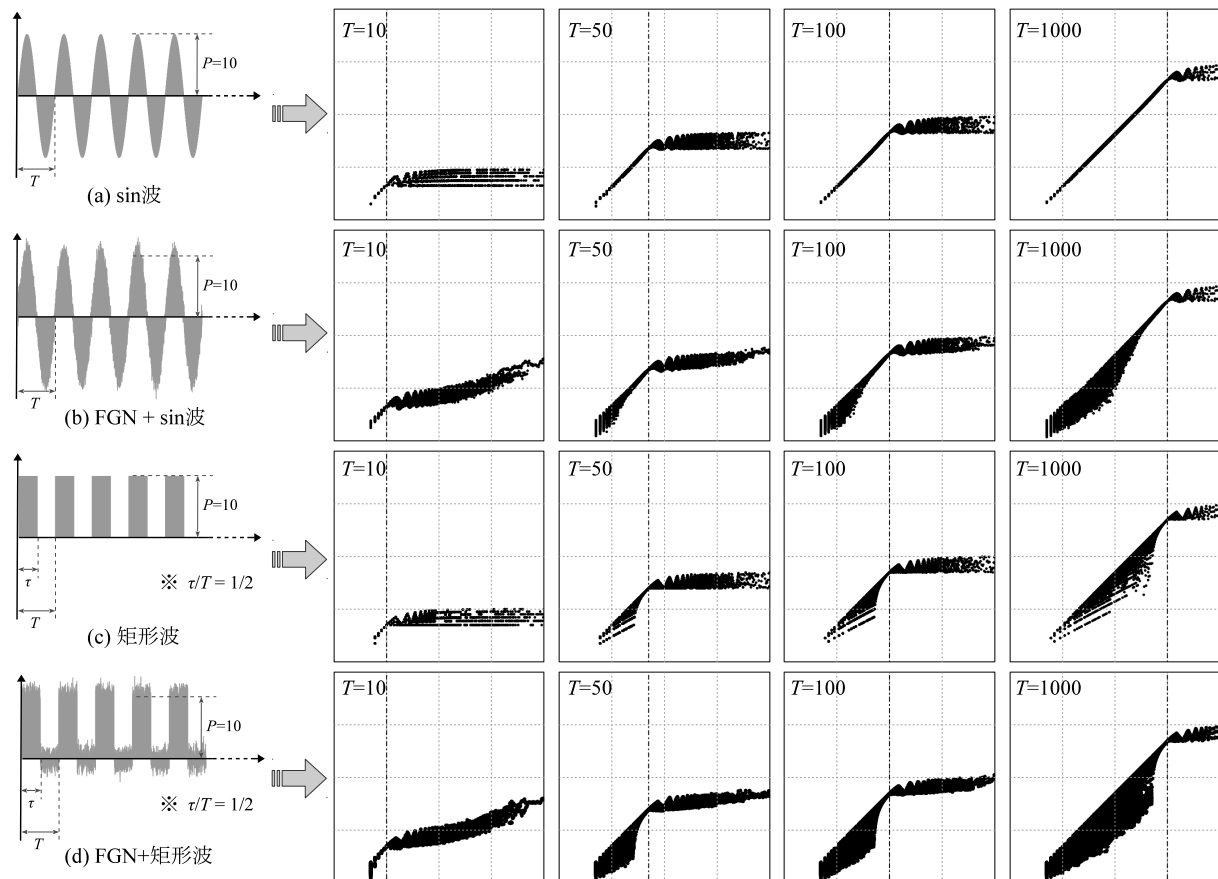 T=10
T=50
T=100
T=1000
P=10
T
(a) sin波
T=10
T=50
T=100
T=1000
P=10
T
(b) FGN + sin波
T=10
T=50
T=100
T=1000
P=10
τ
※ τ/T = 1/2
T
(c) 矩形波
T=10
T=50
T=100
T=1000
P=10
τ
※ τ/T = 1/2
T
(d) FGN+矩形波